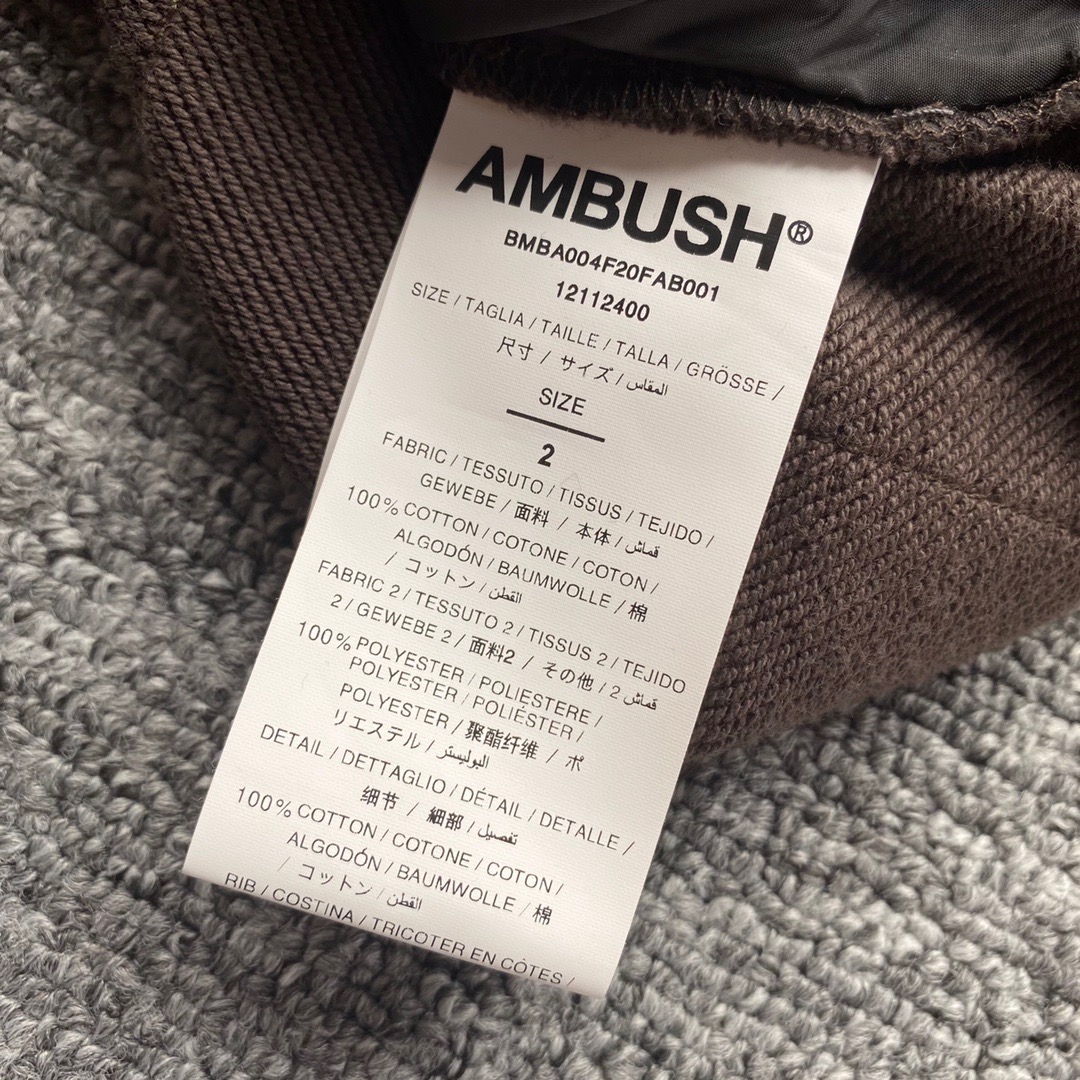 AMBUSH®
BMBA004F20FAB001
12112400
SIZE / TAGLIA / TAILLE / TALLA / GRÖSSE /
尺寸 / サイズ / المقاس
SIZE
2
FABRIC / TESSUTO / TISSUS / TEJIDO /
GEWEBE / 面料 / 本体 / قماش
100% COTTON / COTONE / COTON /
ALGODÓN / BAUMWOLLE / 棉
/ コットン / القطن
FABRIC 2 / TESSUTO 2 / TISSUS 2 / TEJIDO
2 / GEWEBE 2 / 面料2 / その他 / 2 قماش
100% POLYESTER / POLIESTERE /
POLYESTER / POLIÉSTER /
POLYESTER / 聚酯纤维 / ポ
リエステル / البوليستر
DETAIL / DETTAGLIO / DÉTAIL / DETALLE /
细节 / 細部 / تفصيل
100% COTTON / COTONE / COTON /
ALGODÓN / BAUMWOLLE / 棉
/ コットン / القطن
RIB / COSTINA / TRICOTER EN CÔTES /